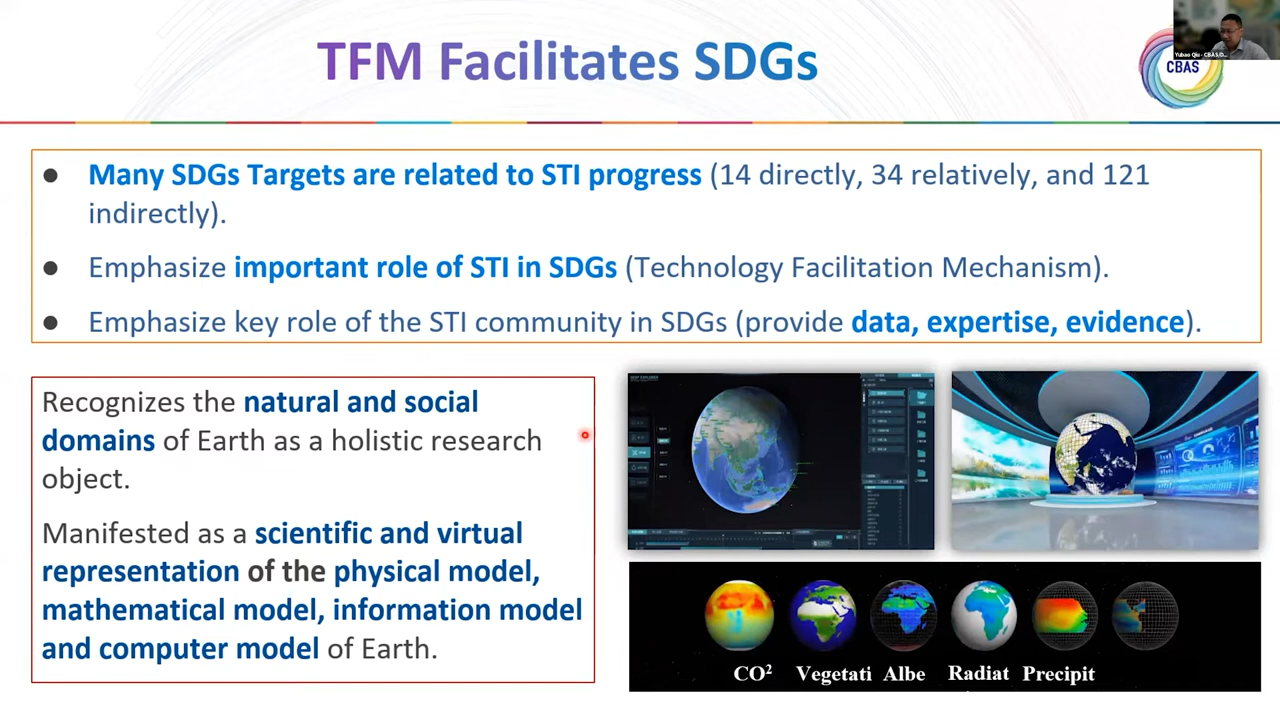 TFM Facilitates SDGs
Yubao Qiu - CBAS.O...
CBAS
● Many SDGs Targets are related to STI progress (14 directly, 34 relatively, and 121
indirectly).
● Emphasize important role of STI in SDGs (Technology Facilitation Mechanism).
● Emphasize key role of the STI community in SDGs (provide data, expertise, evidence).
Recognizes the natural and social
domains of Earth as a holistic research
object.
Manifested as a scientific and virtual
representation of the physical model,
mathematical model, information model
and computer model of Earth.
CO² Vegetati Albe Radiat Precipit